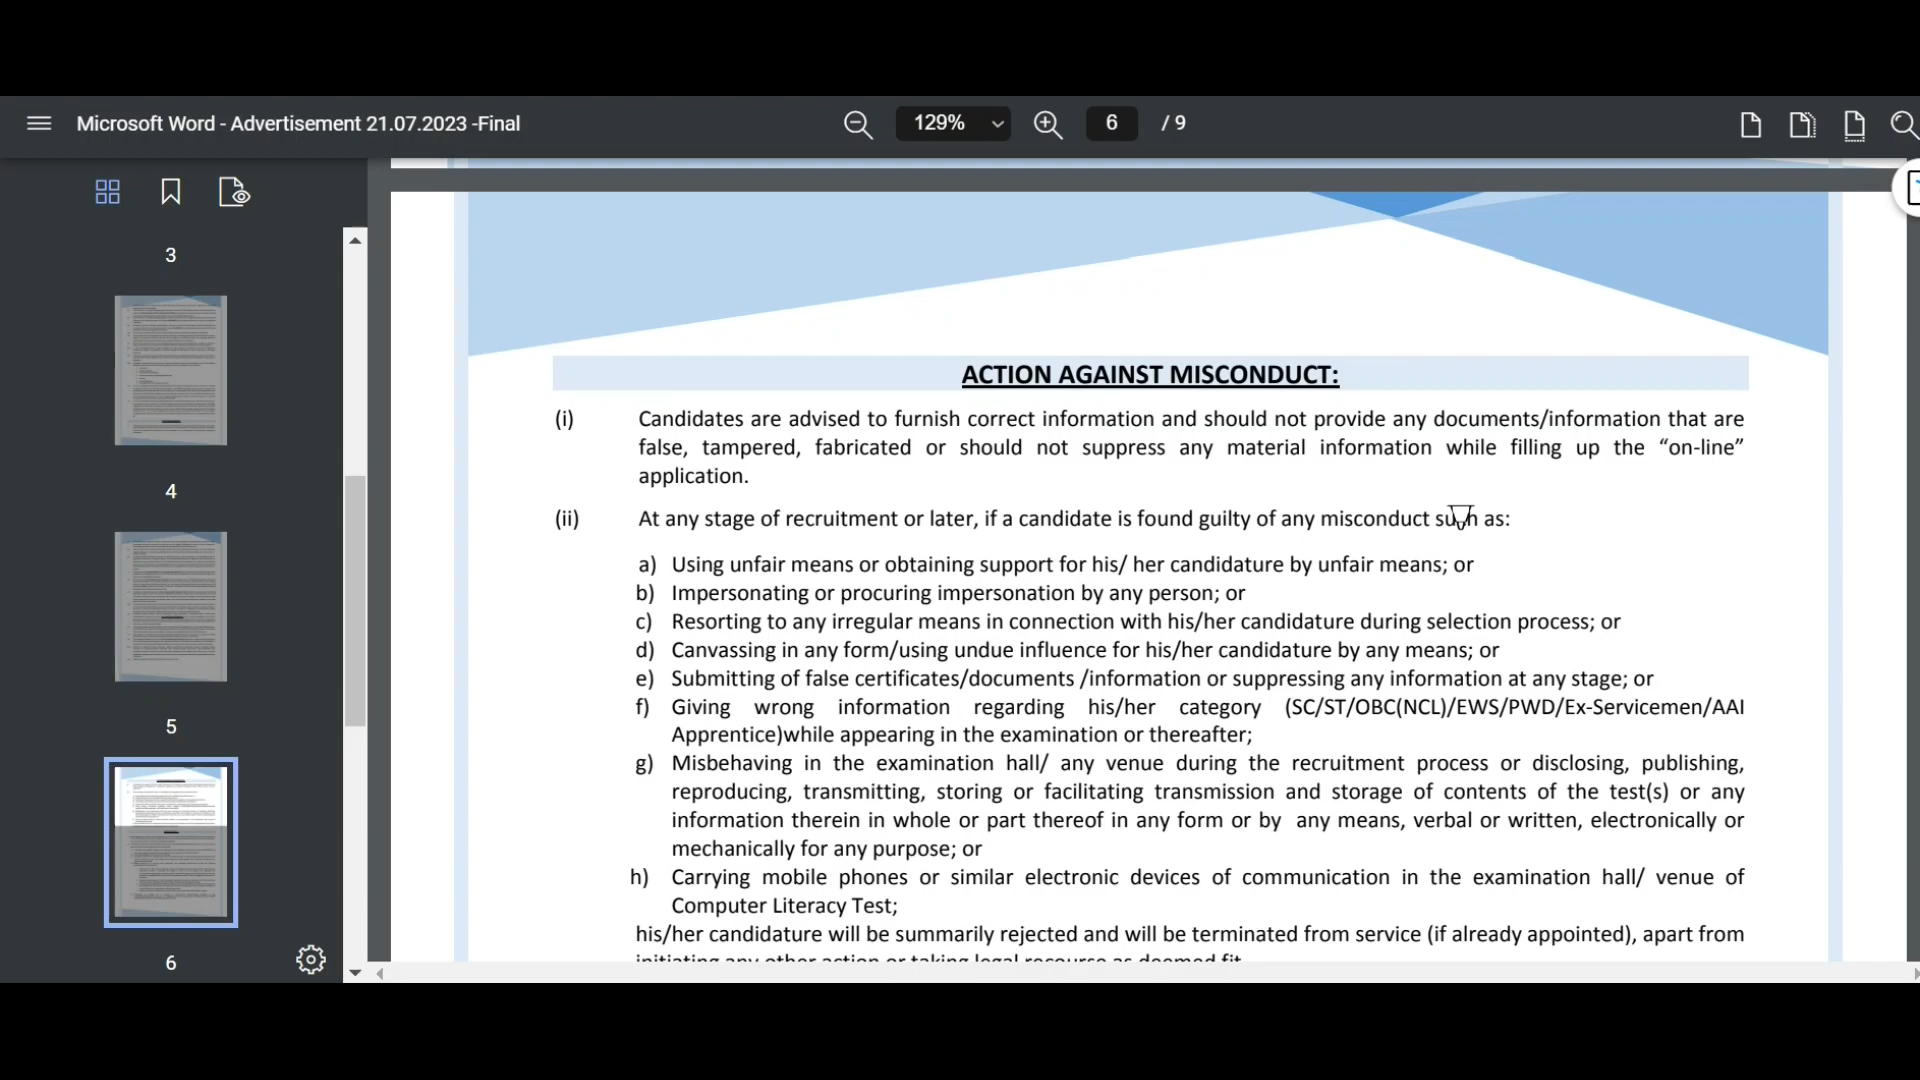 Microsoft Word - Advertisement 21.07.2023 -Final
129%
6
/ 9
3
4
5
6
ACTION AGAINST MISCONDUCT:
(i) Candidates are advised to furnish correct information and should not provide any documents/information that are
false, tampered, fabricated or should not suppress any material information while filling up the “on-line”
application.
(ii) At any stage of recruitment or later, if a candidate is found guilty of any misconduct such as:
a) Using unfair means or obtaining support for his/ her candidature by unfair means; or
b) Impersonating or procuring impersonation by any person; or
c) Resorting to any irregular means in connection with his/her candidature during selection process; or
d) Canvassing in any form/using undue influence for his/her candidature by any means; or
e) Submitting of false certificates/documents /information or suppressing any information at any stage; or
f) Giving wrong information regarding his/her category (SC/ST/OBC(NCL)/EWS/PWD/Ex-Servicemen/AAI
Apprentice)while appearing in the examination or thereafter;
g) Misbehaving in the examination hall/ any venue during the recruitment process or disclosing, publishing,
reproducing, transmitting, storing or facilitating transmission and storage of contents of the test(s) or any
information therein in whole or part thereof in any form or by any means, verbal or written, electronically or
mechanically for any purpose; or
h) Carrying mobile phones or similar electronic devices of communication in the examination hall/ venue of
Computer Literacy Test;
his/her candidature will be summarily rejected and will be terminated from service (if already appointed), apart from
initiating any other action or taking legal recourse as deemed fit